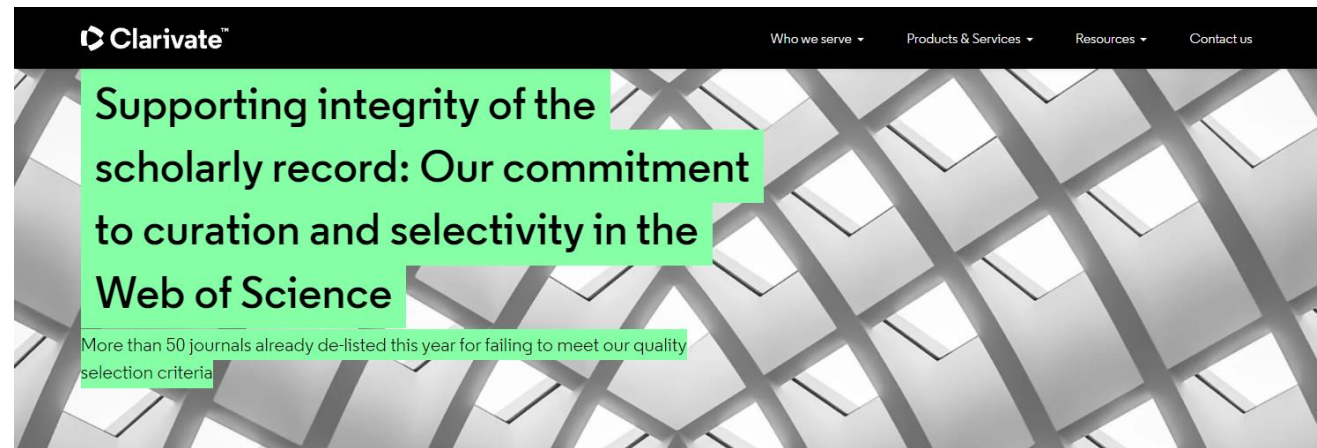 Clarivate™
Who we serve
Products & Services
Resources
Contact us
Supporting integrity of the
scholarly record: Our commitment
to curation and selectivity in the
Web of Science
More than 50 journals already de-listed this year for failing to meet our quality
selection criteria